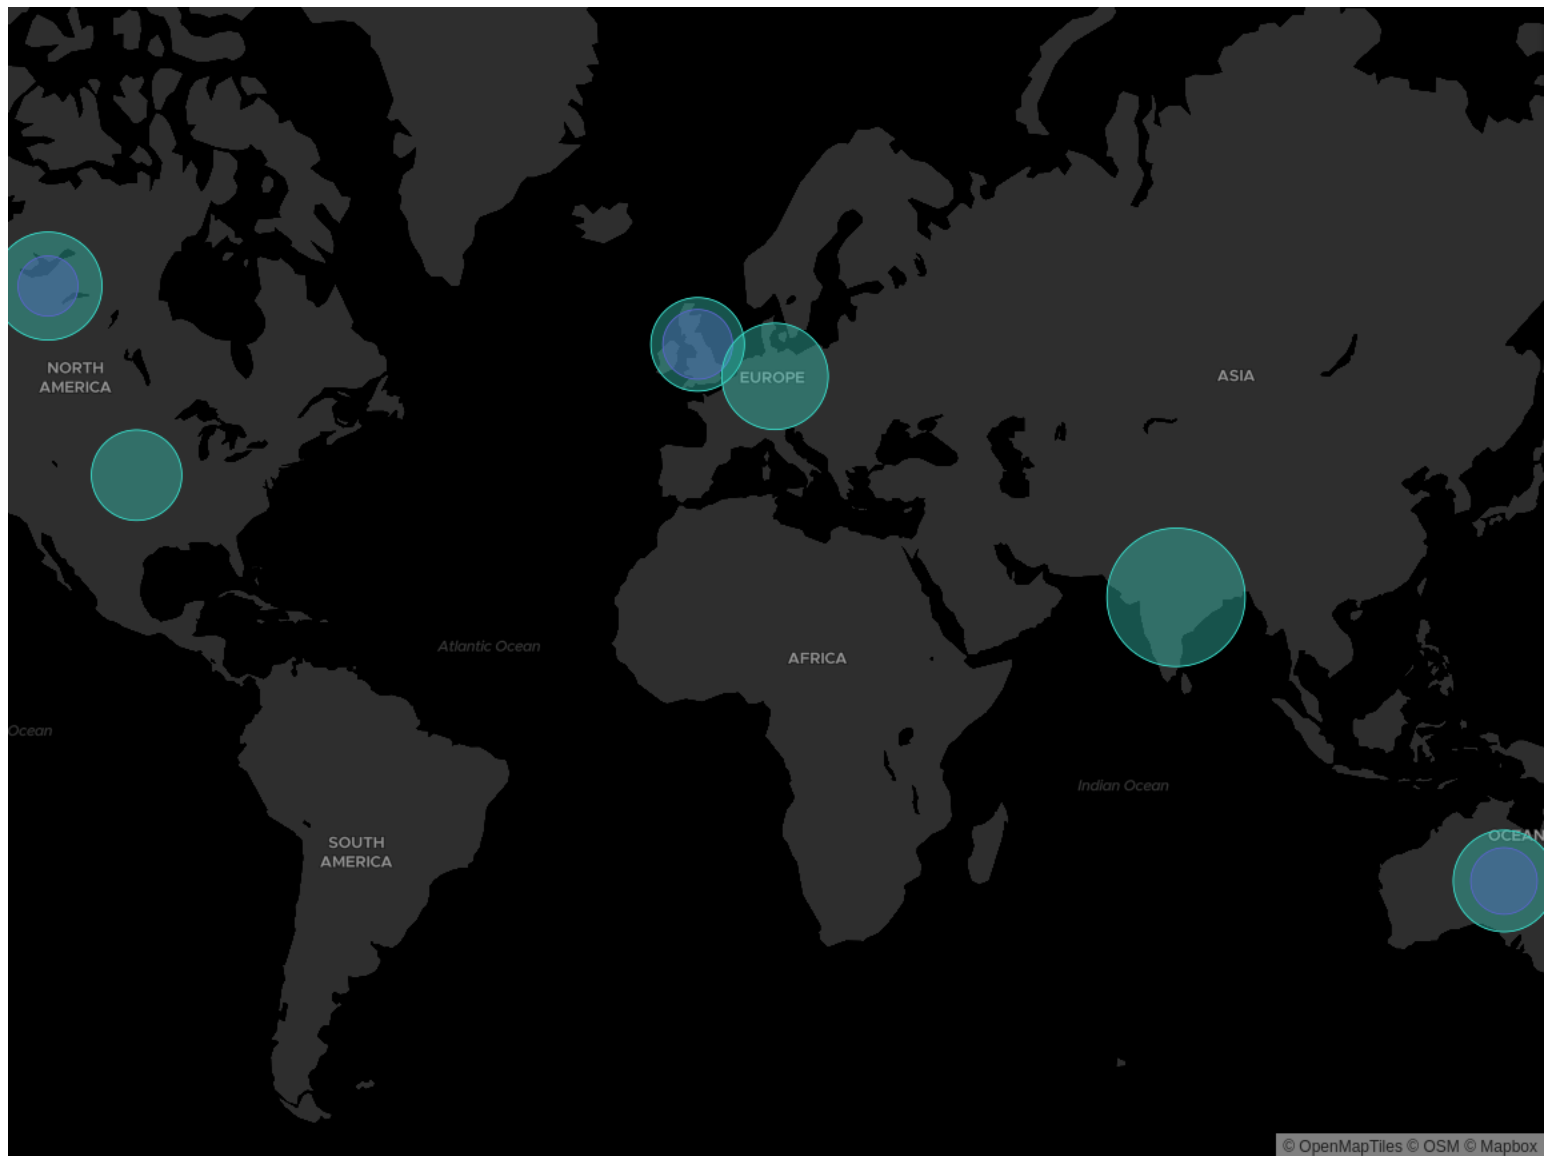 NORTH
AMERICA
EUROPE
ASIA
Atlantic Ocean
AFRICA
Ocean
Indian Ocean
OCEAN
SOUTH
AMERICA
© OpenMapTiles © OSM © Mapbox